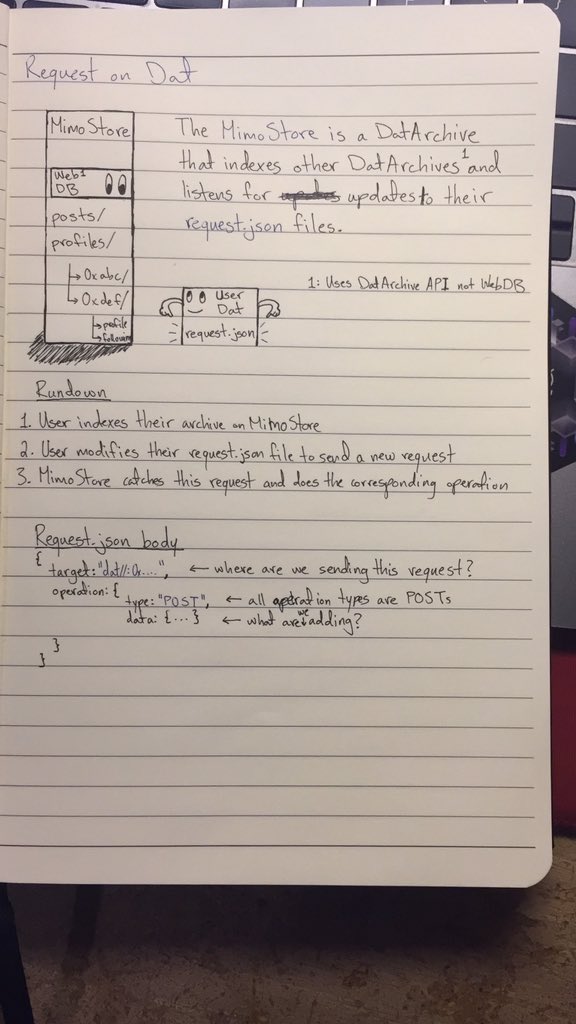 Request on Dat
MimoStore
Web¹
DB
posts/
profiles/
↳ 0xabc/
↳ 0xdef/
↳ profile
↳ followers
The MimoStore is a DatArchive
that indexes other DatArchives¹ and
listens for updates to their
request.json files.
1: Uses DatArchive API not WebDB
User
Dat
request.json
Rundown
1. User indexes their archive on MimoStore
2. User modifies their request.json file to send a new request
3. MimoStore catches this request and does the corresponding operation
Request.json body
{
target: "dat//:0x....", ← where are we sending this request?
operation: {
type: "POST", ← all operation types are POSTs
data: {...} ← what are we adding?
}
}